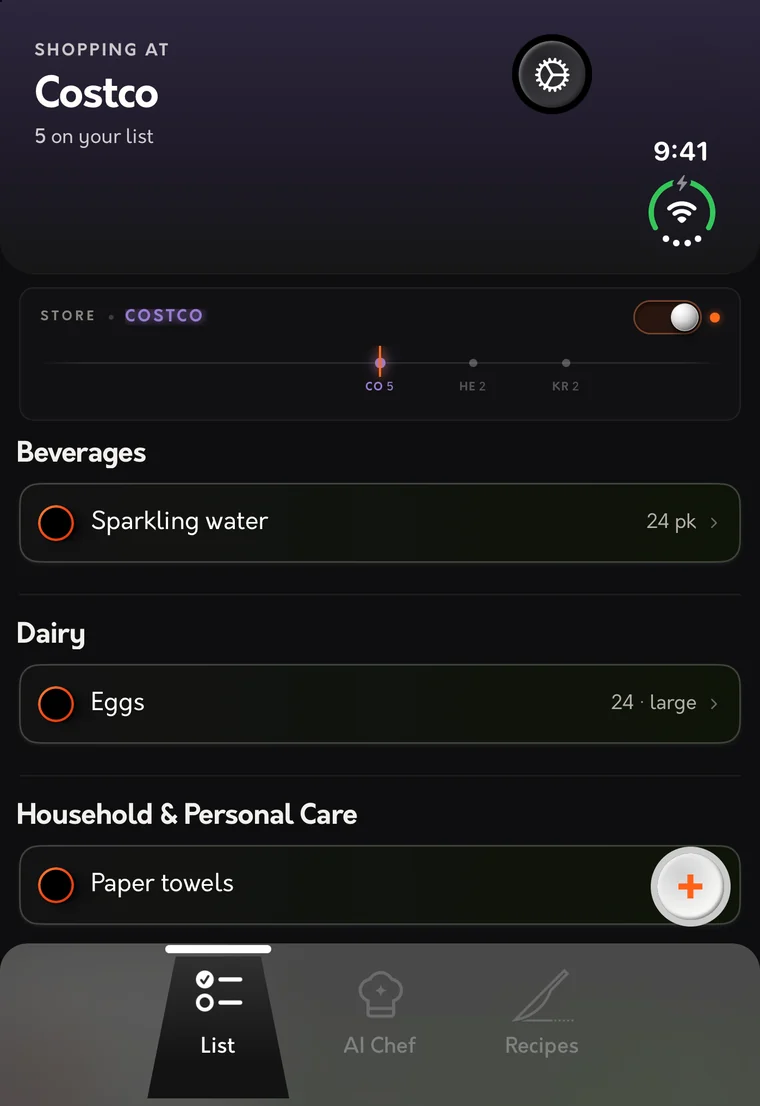 SHOPPING AT
Costco
5 on your list
9:41
STORE • COSTCO
CO 5 HE 2 KR 2
Beverages
Sparkling water 24 pk
Dairy
Eggs 24 · large
Household & Personal Care
Paper towels
List AI Chef Recipes